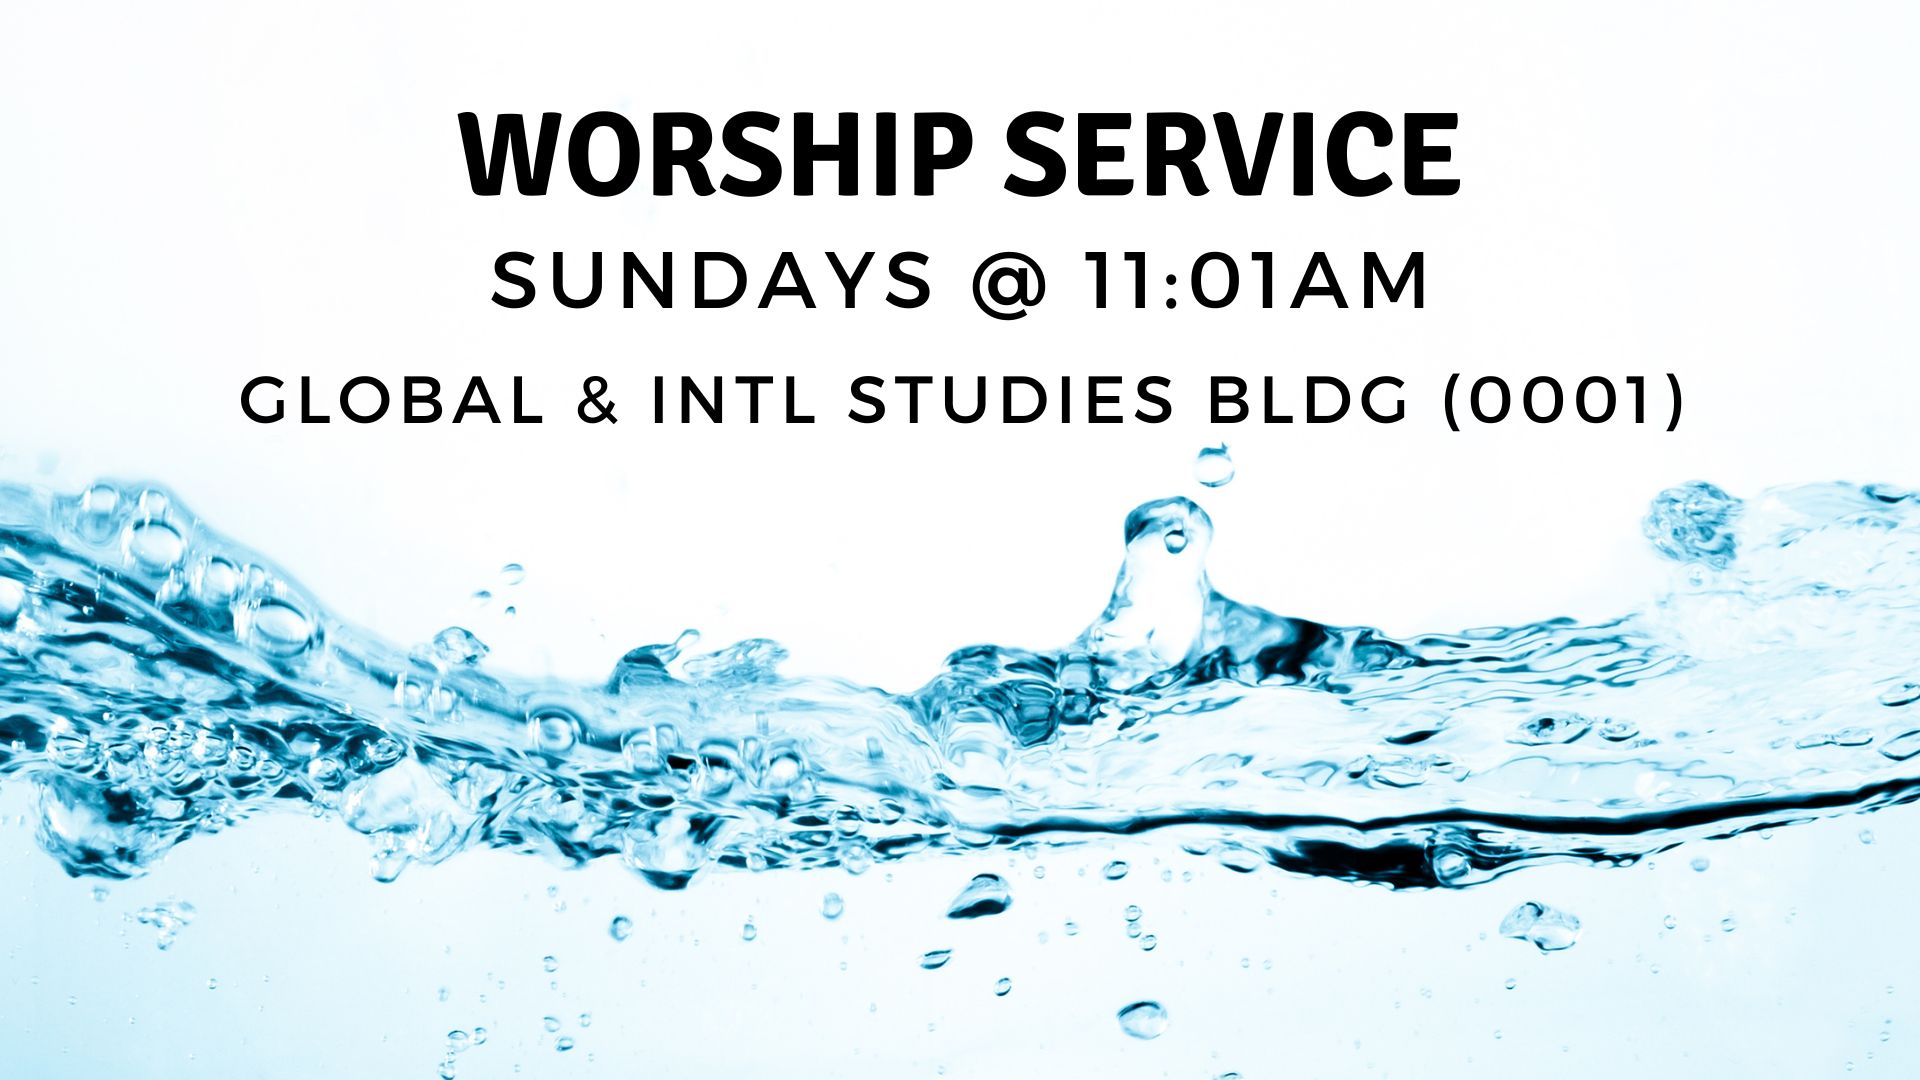 WORSHIP SERVICE
SUNDAYS @ 11:01AM
GLOBAL & INTL STUDIES BLDG (0001)